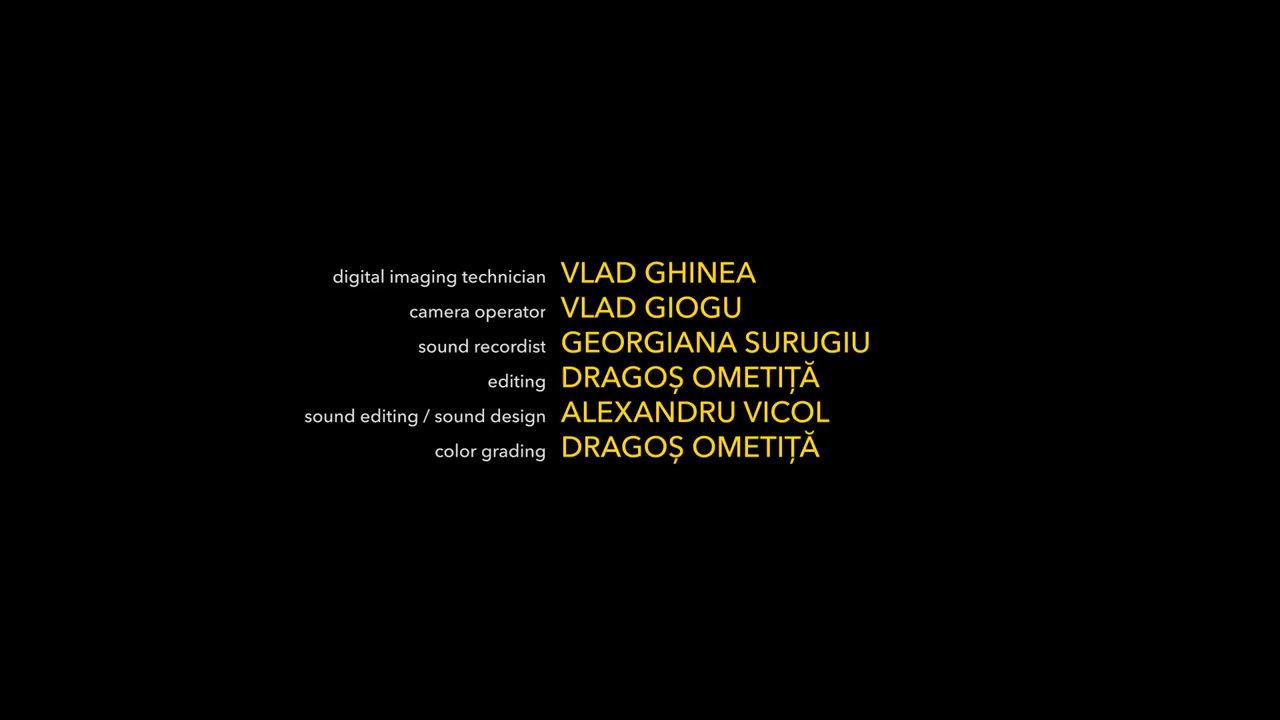 digital imaging technician VLAD GHINEA
camera operator VLAD GIOGU
sound recordist GEORGIANA SURUGIU
editing DRAGOȘ OMETIȚĂ
sound editing / sound design ALEXANDRU VICOL
color grading DRAGOȘ OMETIȚĂ